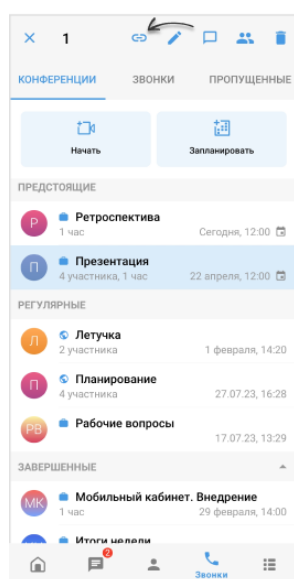 1
КОНФЕРЕНЦИИ ЗВОНКИ ПРОПУЩЕННЫЕ
Начать Запланировать
ПРЕДСТОЯЩИЕ
Р Ретроспектива
1 час Сегодня, 12:00
П Презентация
4 участника, 1 час 22 апреля, 12:00
РЕГУЛЯРНЫЕ
Л Летучка
2 участника 1 февраля, 14:20
П Планирование
4 участника 27.07.23, 16:28
РВ Рабочие вопросы
17.07.23, 13:29
ЗАВЕРШЕННЫЕ
МК Мобильный кабинет. Внедрение
1 час 29 февраля, 14:00
Итоги недели
2
Звонки